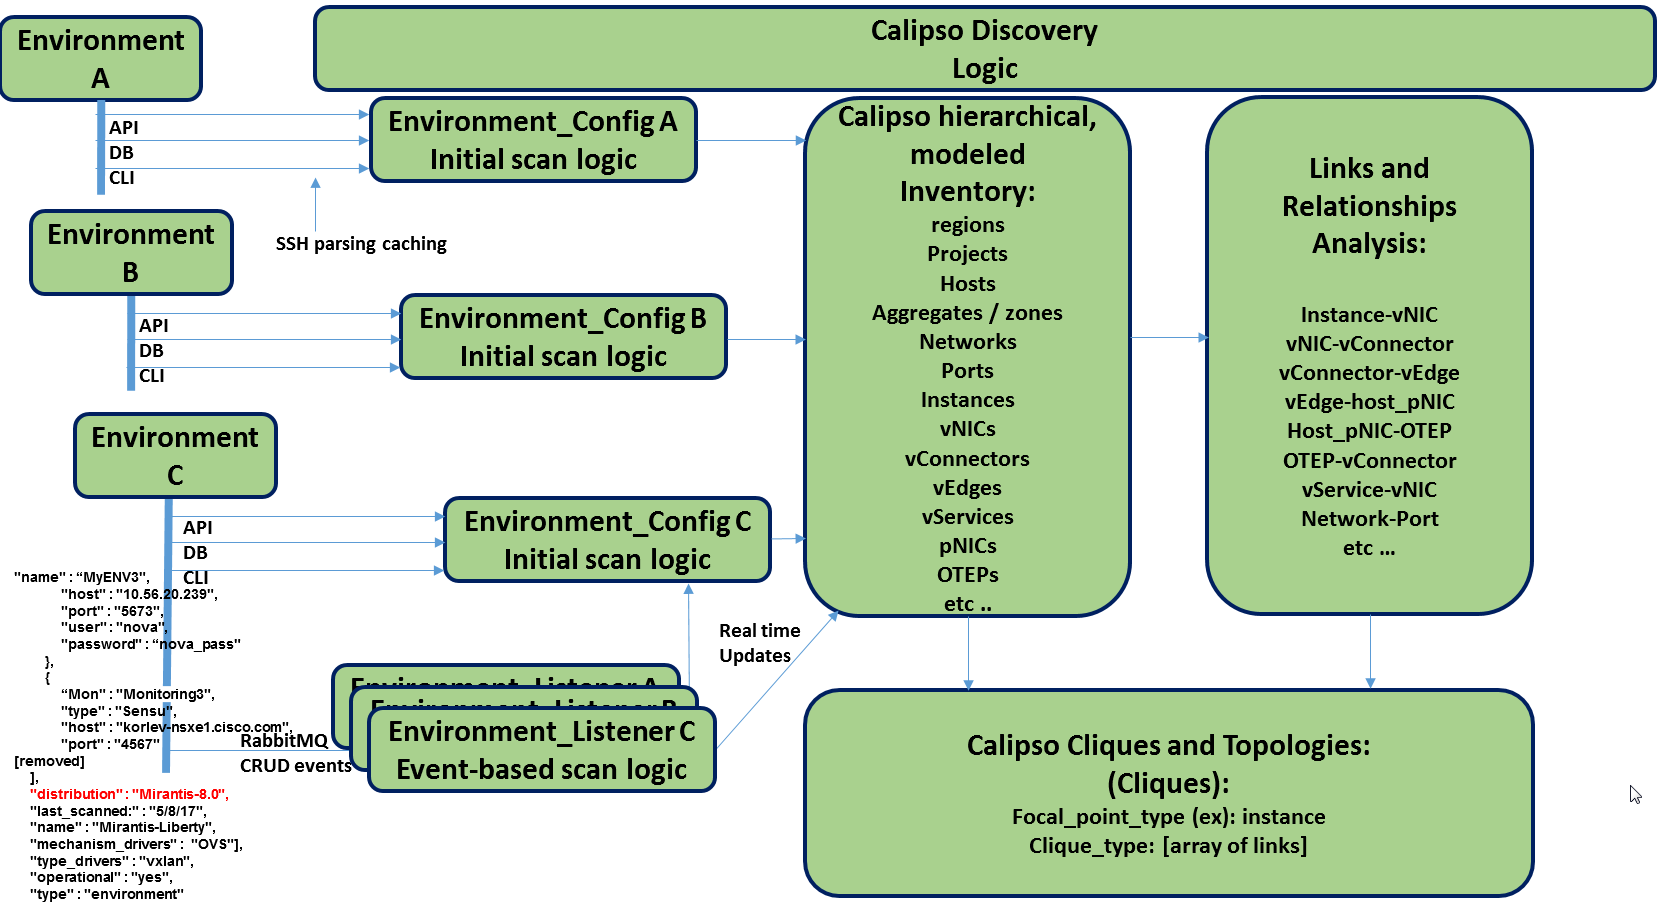 Calipso Discovery
Logic
Environment
A
API
DB
CLI
Environment_Config A
Initial scan logic
SSH parsing caching
Environment
B
API
DB
CLI
Environment_Config B
Initial scan logic
Environment
C
API
DB
CLI
Environment_Config C
Initial scan logic
"name" : “MyENV3",
"host" : "10.56.20.239",
"port" : "5673",
"user" : "nova",
"password" : “nova_pass"
},
{
“Mon" : "Monitoring3",
"type" : "Sensu",
"host" : "korlev-nsxe1.cisco.com",
"port" : "4567"
[removed]
],
"distribution" : "Mirantis-8.0",
"last_scanned:" : "5/8/17",
"name" : "Mirantis-Liberty",
"mechanism_drivers" : "OVS"],
"type_drivers" : "vxlan",
"operational" : "yes",
"type" : "environment"
RabbitMQ
CRUD events
Environment_Listener A
Environment_Listener B
Environment_Listener C
Event-based scan logic
Real time
Updates
Calipso hierarchical,
modeled
Inventory:
regions
Projects
Hosts
Aggregates / zones
Networks
Ports
Instances
vNICs
vConnectors
vEdges
vServices
pNICs
OTEPs
etc ..
Links and
Relationships
Analysis:
Instance-vNIC
vNIC-vConnector
vConnector-vEdge
vEdge-host_pNIC
Host_pNIC-OTEP
OTEP-vConnector
vService-vNIC
Network-Port
etc ...
Calipso Cliques and Topologies:
(Cliques):
Focal_point_type (ex): instance
Clique_type: [array of links]